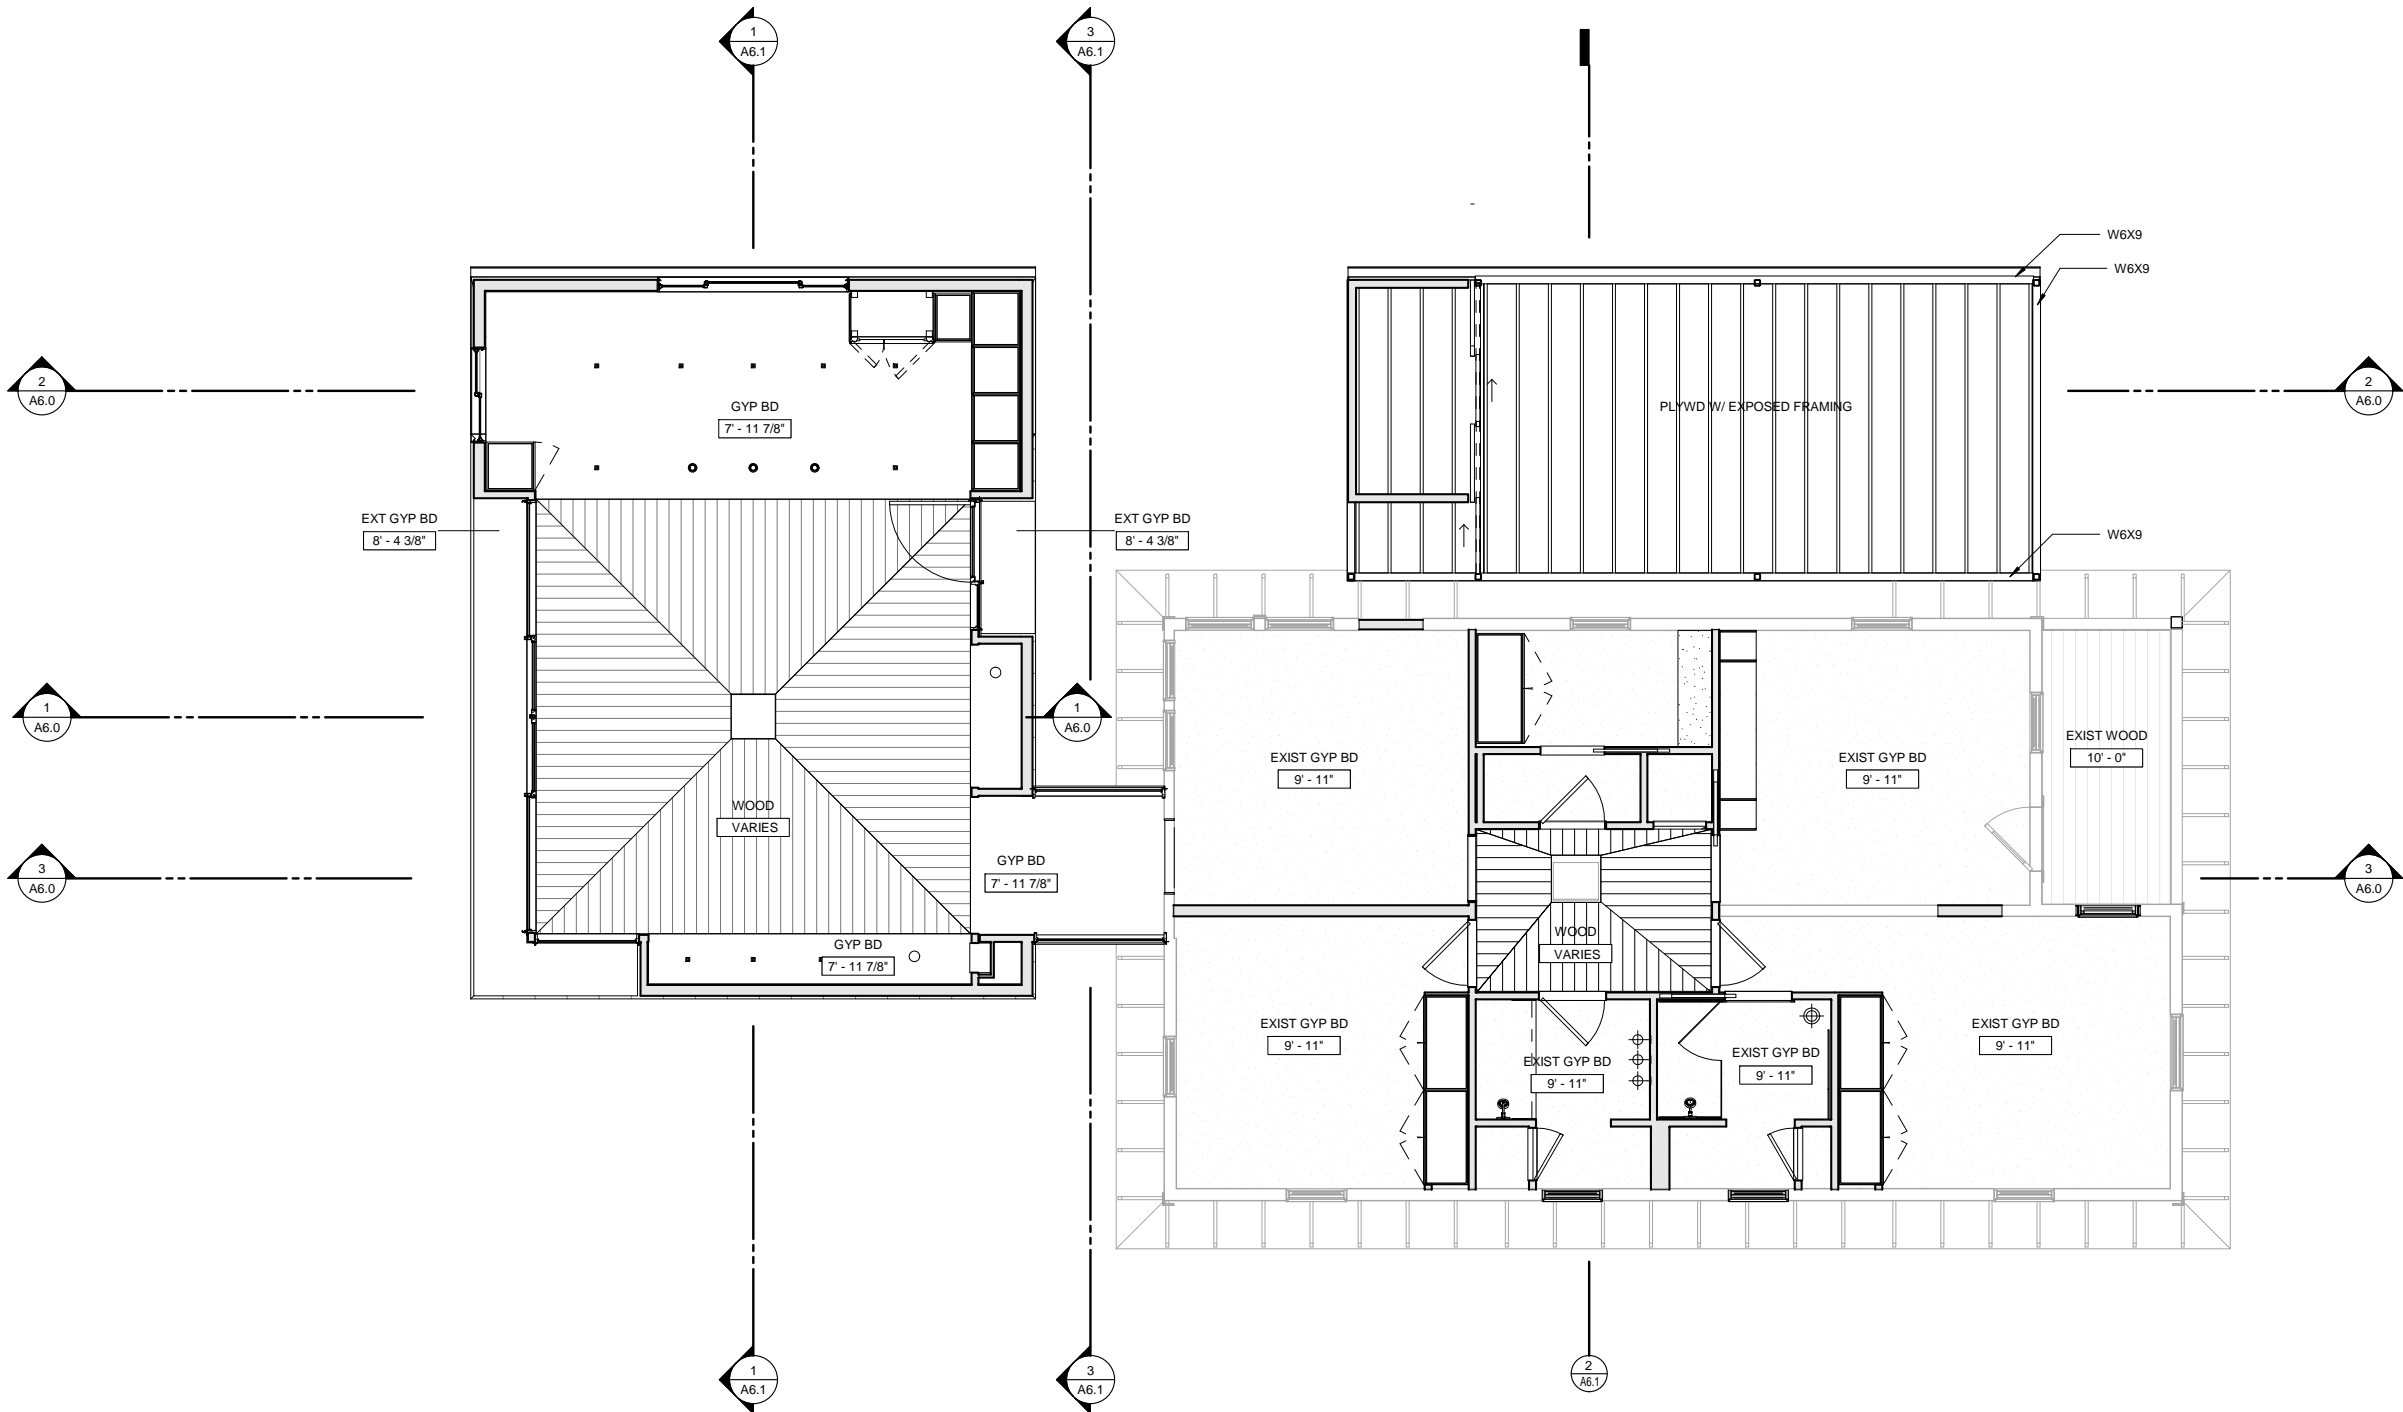 1
A6.1
3
A6.1
-
W6X9
W6X9
2
A6.0
2
A6.0
GYP BD
7' - 11 7/8"
PLYWD W/ EXPOSED FRAMING
EXT GYP BD
8' - 4 3/8"
EXT GYP BD
8' - 4 3/8"
W6X9
1
A6.0
1
A6.0
EXIST GYP BD
9' - 11"
EXIST GYP BD
9' - 11"
EXIST WOOD
10' - 0"
WOOD
VARIES
3
A6.0
GYP BD
7' - 11 7/8"
3
A6.0
GYP BD
7' - 11 7/8"
WOOD
VARIES
EXIST GYP BD
9' - 11"
EXIST GYP BD
9' - 11"
EXIST GYP BD
9' - 11"
EXIST GYP BD
9' - 11"
1
A6.1
3
A6.1
2
A6.1